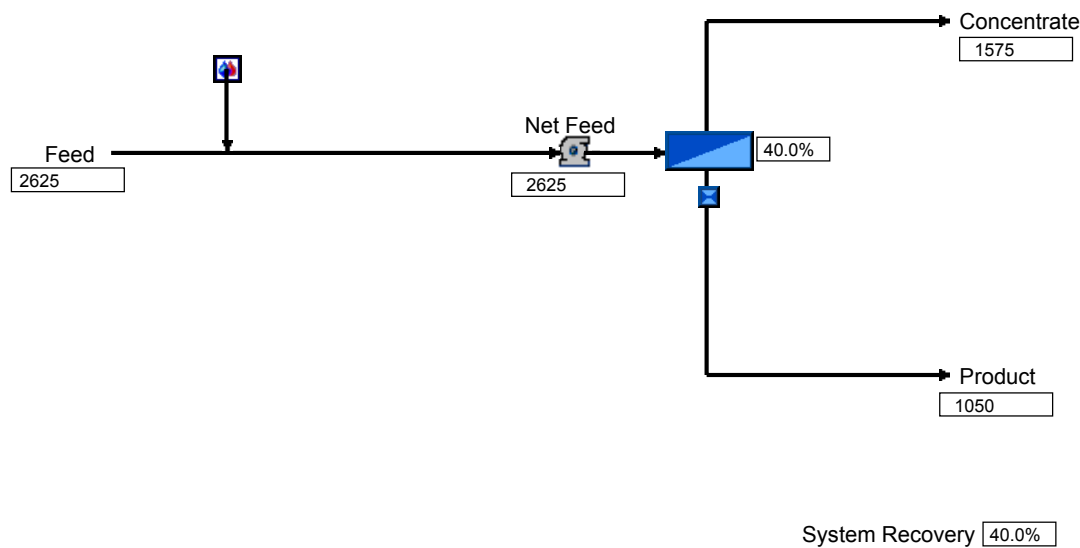 Concentrate
1575
Net Feed
Feed
40.0%
2625
2625
Product
1050
System Recovery 40.0%